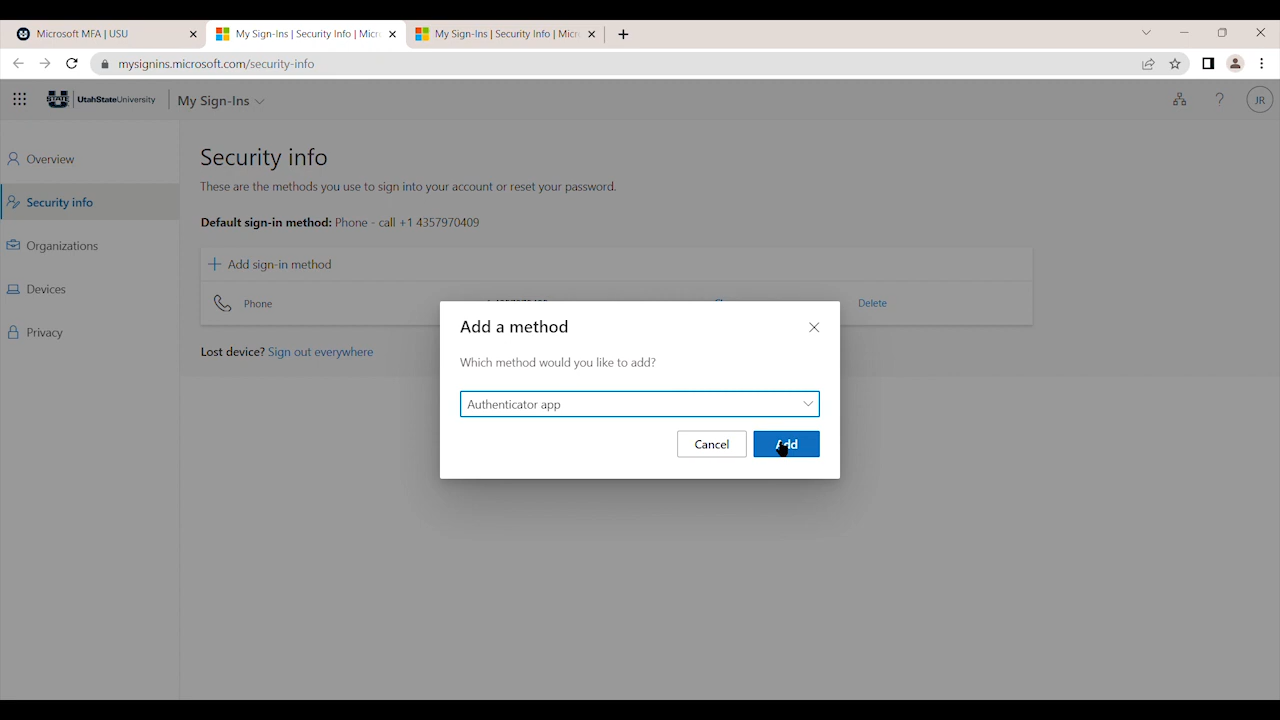 Microsoft MFA | USU
My Sign-Ins | Security Info | Micr
My Sign-Ins | Security Info | Micr
mysignins.microsoft.com/security-info
STATE
UtahStateUniversity
My Sign-Ins
?
JR
Overview
Security info
Organizations
Devices
Privacy
Security info
These are the methods you use to sign into your account or reset your password.
Default sign-in method: Phone - call +1 4357970409
Add sign-in method
Phone
Delete
Lost device? Sign out everywhere
Add a method
Which method would you like to add?
Authenticator app
Cancel
Add